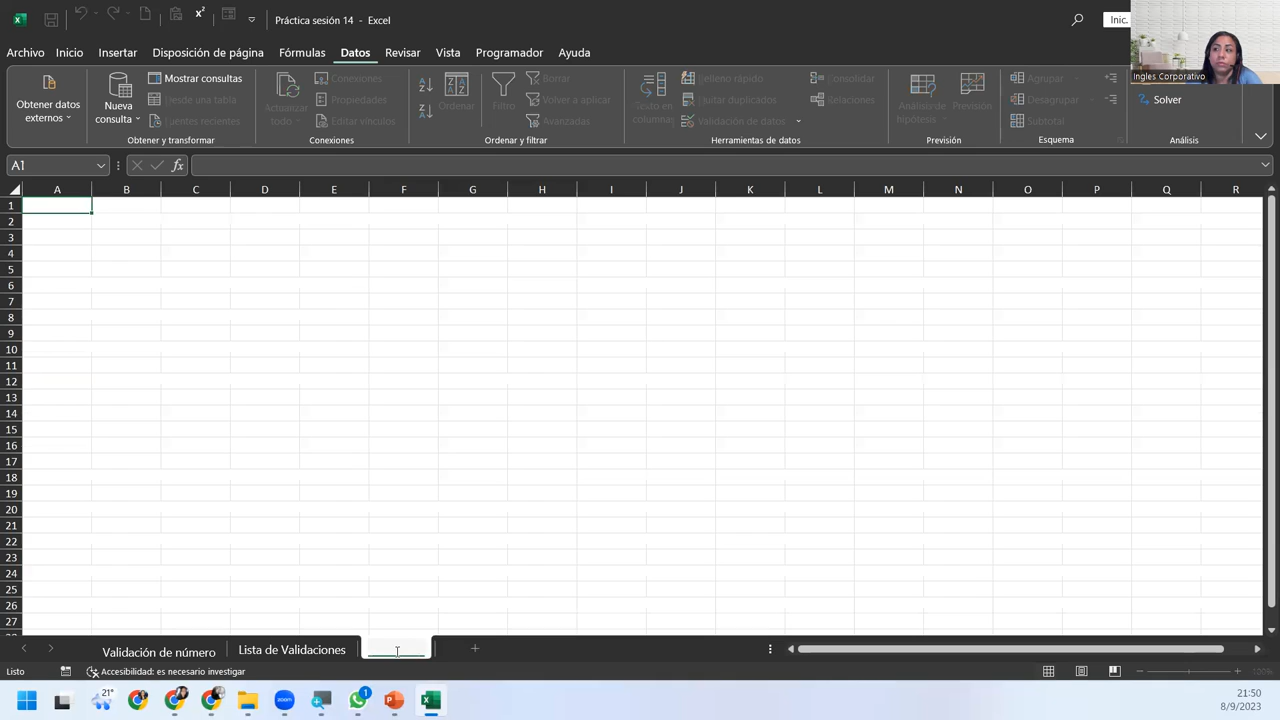 Práctica sesión 14 - Excel
Inic.
Archivo Inicio Insertar Disposición de página Fórmulas Datos Revisar Vista Programador Ayuda
Ingles Corporativo
Obtener datos externos
Nueva consulta
Mostrar consultas
Desde una tabla
Fuentes recientes
Obtener y transformar
Actualizar todo
Conexiones
Propiedades
Editar vínculos
Conexiones
Filtro
Volver a aplicar
Avanzadas
Ordenar y filtrar
Texto en columnas
Relleno rápido
Quitar duplicados
Validación de datos
Consolidar
Relaciones
Herramientas de datos
Análisis de hipótesis
Previsión
Previsión
Agrupar
Desagrupar
Subtotal
Esquema
Solver
Análisis
A1
fx
A B C D E F G H I J K L M N O P Q R
1
2
3
4
5
6
7
8
9
10
11
12
13
14
15
16
17
18
19
20
21
22
23
24
25
26
27
Validación de número Lista de Validaciones
Listo Accesibilidad: es necesario investigar 100%
21°
zoom
1
21:50
8/9/2023